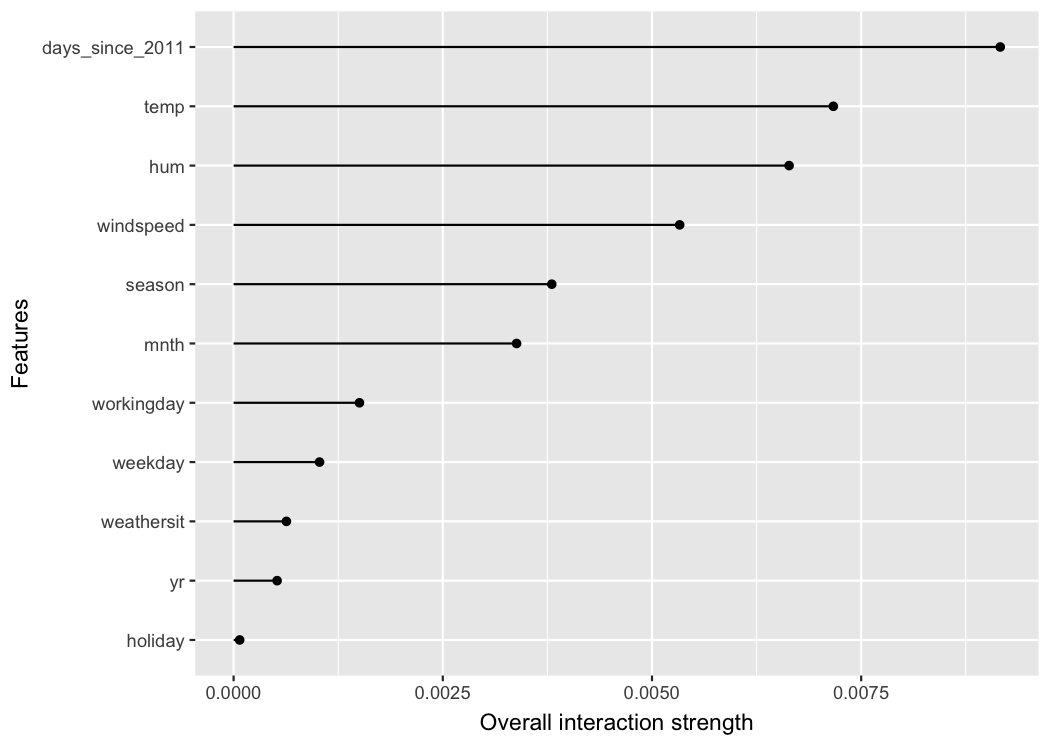 days_since_2011
temp
hum
windspeed
season
mnth
workingday
weekday
weathersit
yr
holiday
Features
0.0000 0.0025 0.0050 0.0075
Overall interaction strength